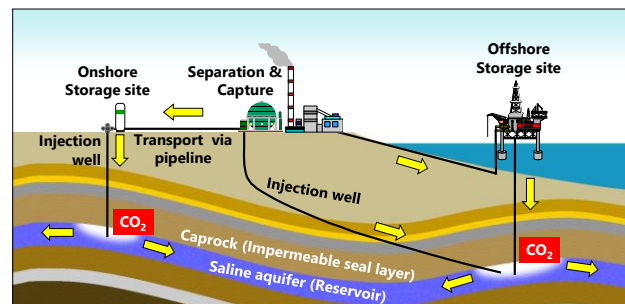 Onshore
Storage site
Separation &
Capture
Offshore
Storage site
Injection
well
Transport via
pipeline
Injection well
CO₂
CO₂
Caprock (Impermeable seal layer)
Saline aquifer (Reservoir)